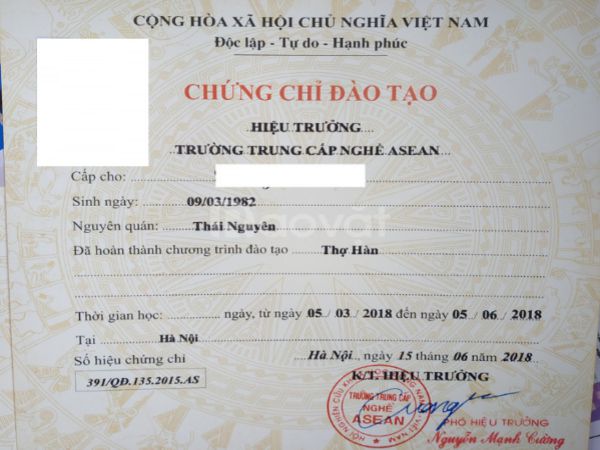 CỘNG HÒA XÃ HỘI CHỦ NGHĨA VIỆT NAM
Độc lập - Tự do - Hạnh phúc
CHỨNG CHỈ ĐÀO TẠO
HIỆU TRƯỞNG
TRƯỜNG TRUNG CẤP NGHỀ ASEAN
Cấp cho:
Sinh ngày: 09/03/1982
Nguyên quán: Thái Nguyên
Đã hoàn thành chương trình đào tạo Thợ Hàn
Thời gian học: ngày, từ ngày 05 / 03 / 2018 đến ngày 05 / 06 / 2018
Tại Hà Nội
Hà Nội, ngày 15 tháng 06 năm 2018
Số hiệu chứng chỉ
K/T. HIỆU TRƯỞNG
391/QĐ.135.2015.AS
TRƯỜNG TRUNG CẤP
NGHỀ
ASEAN
PHÓ HIỆU TRƯỞNG
Nguyễn Mạnh Cường